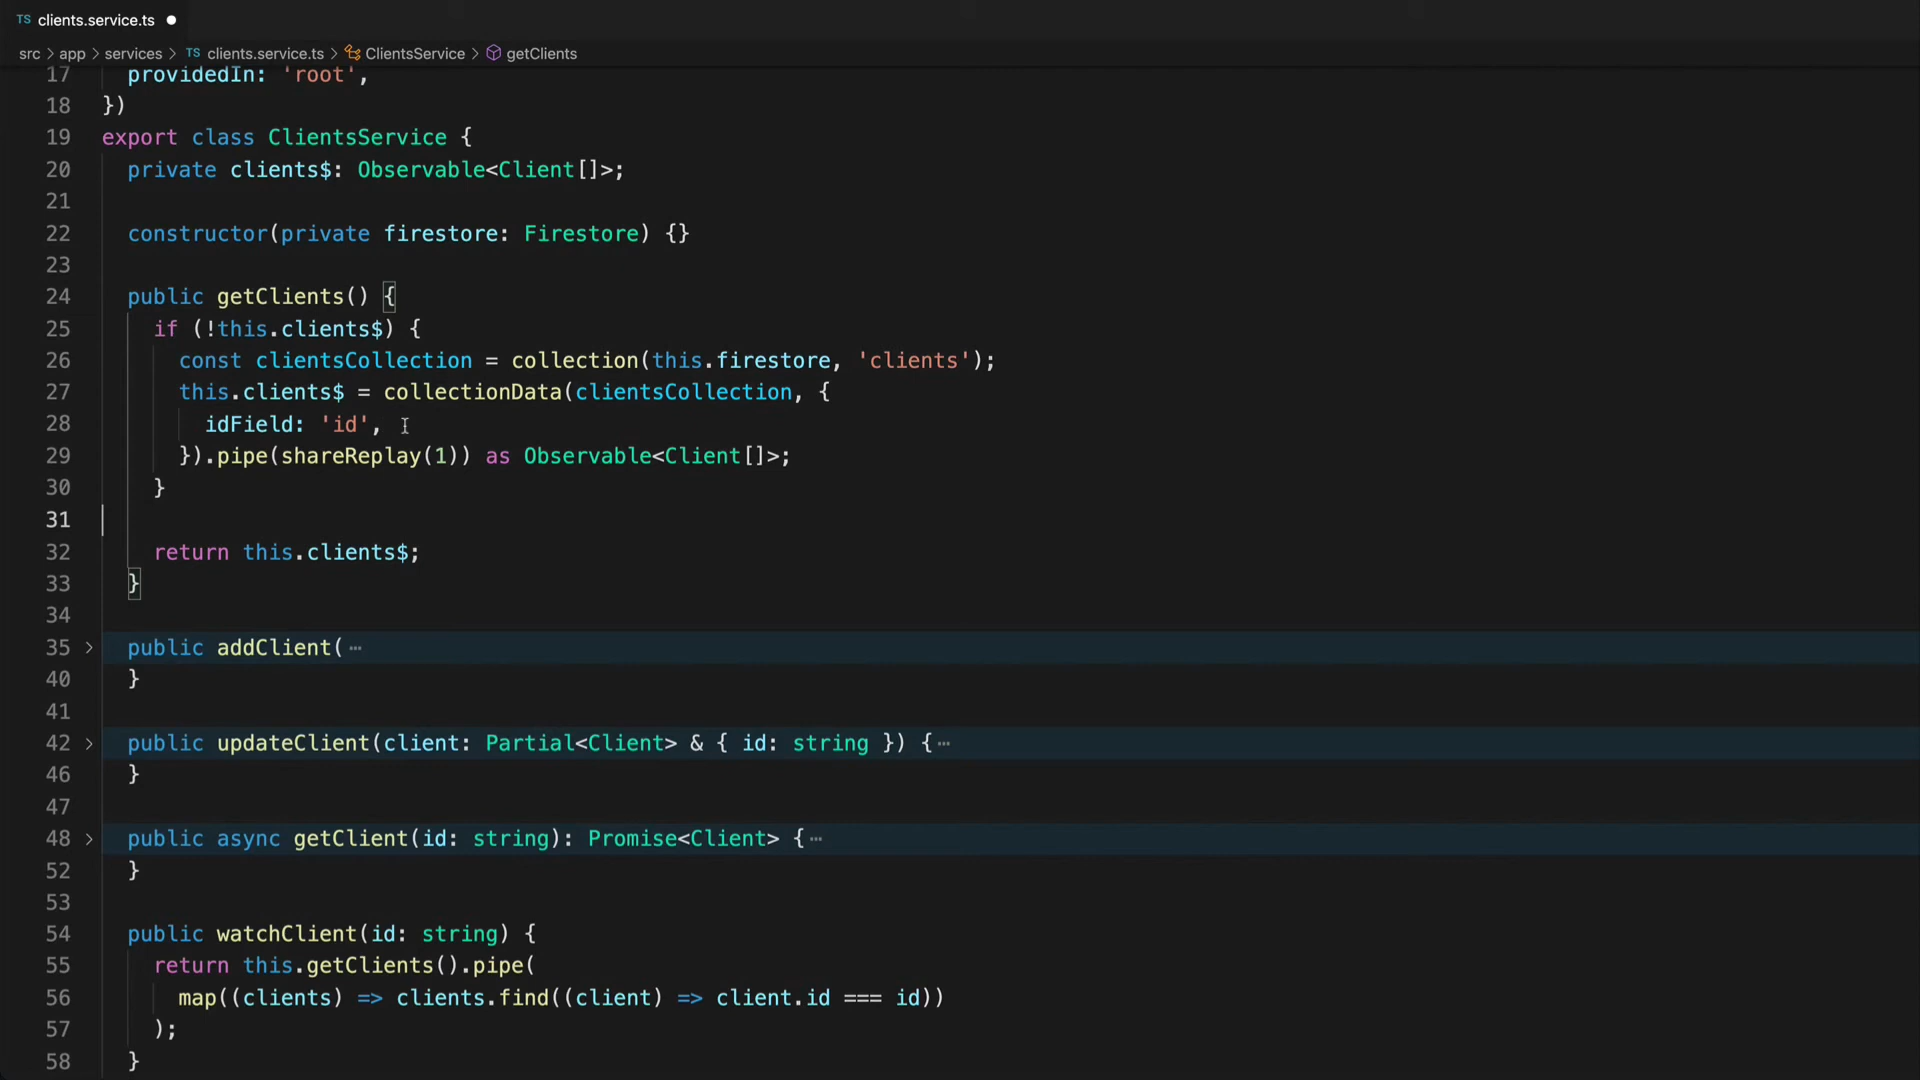 TS clients.service.ts ●
src > app > services > TS clients.service.ts > ClientsService > getClients
17 providedIn: 'root',
18 })
19 export class ClientsService {
20 private clients$: Observable<Client[]>;
21
22 constructor(private firestore: Firestore) {}
23
24 public getClients() {
25 if (!this.clients$) {
26 const clientsCollection = collection(this.firestore, 'clients');
27 this.clients$ = collectionData(clientsCollection, {
28 idField: 'id',
29 }).pipe(shareReplay(1)) as Observable<Client[]>;
30 }
31
32 return this.clients$;
33 }
34
35 > public addClient( ⋯
40 }
41
42 > public updateClient(client: Partial<Client> & { id: string }) { ⋯
46 }
47
48 > public async getClient(id: string): Promise<Client> { ⋯
52 }
53
54 public watchClient(id: string) {
55 return this.getClients().pipe(
56 map((clients) => clients.find((client) => client.id === id))
57 );
58 }